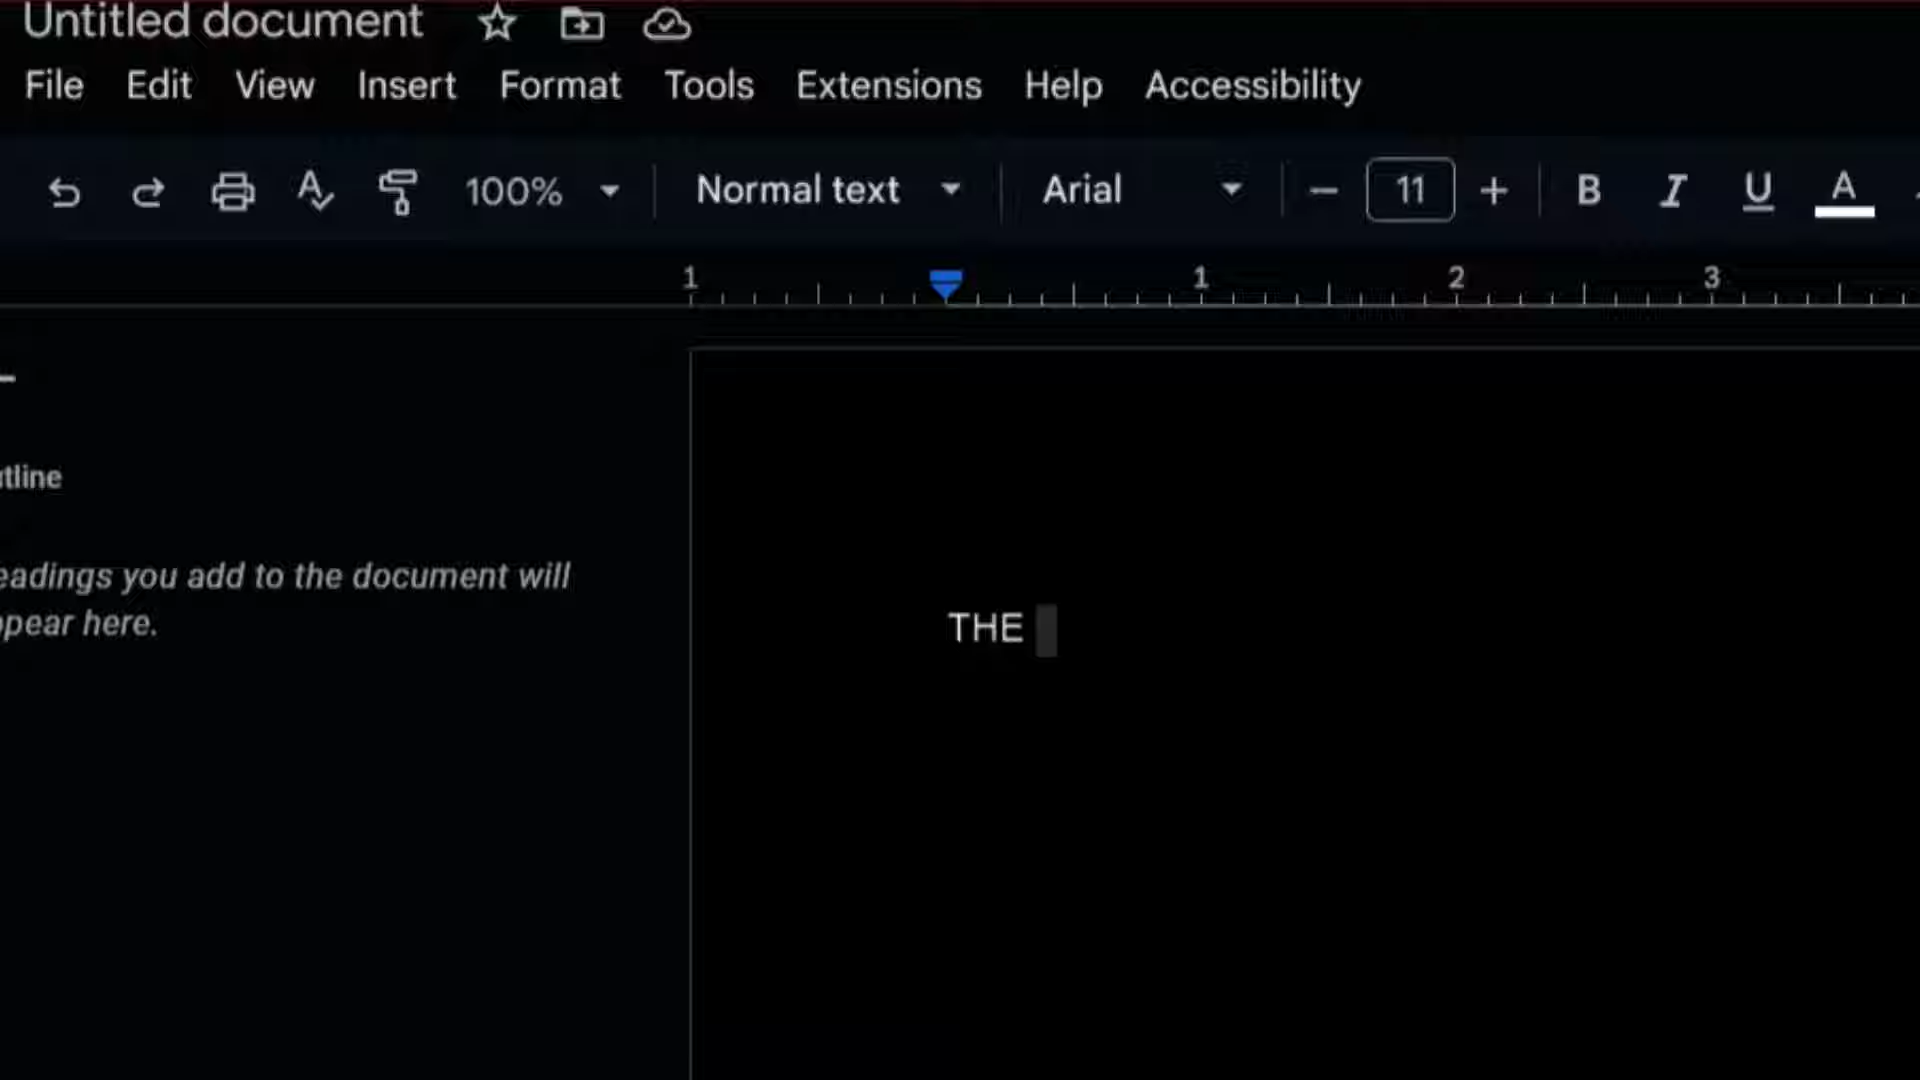 Untitled document
File Edit View Insert Format Tools Extensions Help Accessibility
100% Normal text Arial 11 B I U A
1 1 2 3
tline
eadings you add to the document will
ppear here.
THE